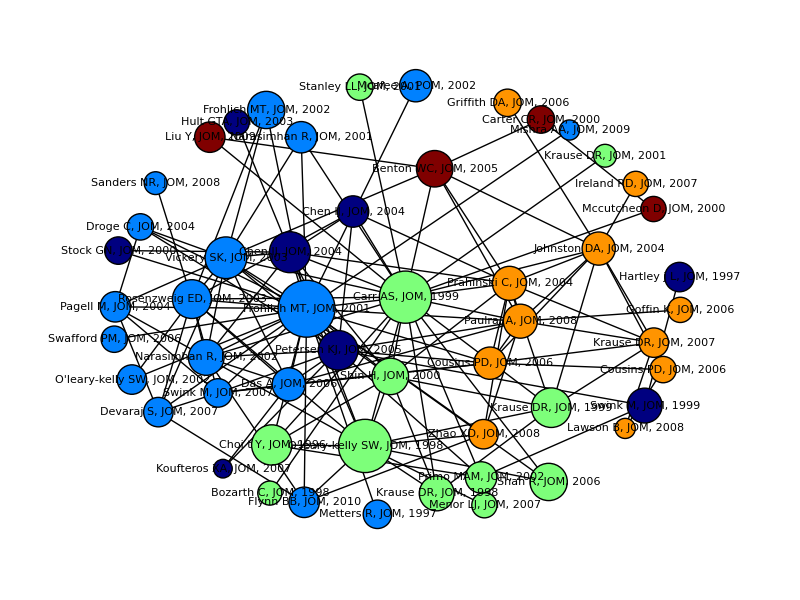 Stanley LL, JOM, 2001
JOM, 2002
Frohlich MT, JOM, 2002
Griffith DA, JOM, 2006
Hult GTM, JOM, 2003
Carter CR, JOM, 2000
Mishra AA, JOM, 2009
Liu Y, JOM,
Narasimhan R, JOM, 2001
Krause DR, JOM, 2001
Benton WC, JOM, 2005
Sanders NR, JOM, 2008
Ireland RD, JOM, 2007
Mccutcheon D, JOM, 2000
Chen JOM, 2004
Droge C, JOM, 2004
Stock GN, JOM, 2000
Vickery SK, JOM,
JOM, 2004
Johnston DA, JOM, 2004
Hartley JOM, 1997
Prahinski C, JOM, 2004
Rosenzweig ED, JOM, 2003
Carr AS, JOM, 1999
Pagell M, JOM, 2004
Frohlich MT, JOM, 2001
Goffin K, JOM, 2006
Paulraj A, JOM, 2008
Swafford PM, JOM, 2006
Krause DR, JOM, 2007
Petersen KJ, JOM, 2005
Narasimhan R, JOM, 2002
Cousins PD, JOM, 2006
Cousins PD, JOM, 2006
O'leary-kelly SW, JOM, 2002
Shin H, JOM, 2000
Das A, JOM, 2006
Swink M, JOM, 2007
Devaraj S, JOM, 2007
Krause DR, JOM, 1999
Swink M, JOM, 1999
Lawson B, JOM, 2008
Zhao XD, JOM, 2008
Choi TY, JOM, 1996
O'leary-kelly SW, JOM, 1998
Koufteros XA, JOM, 2007
Primo MAM, JOM, 2002
Shah R, JOM, 2006
Bozarth C, JOM, 1998
Krause DR, JOM, 1998
Flynn BB, JOM, 2010
Menor LJ, JOM, 2007
Metters R, JOM, 1997